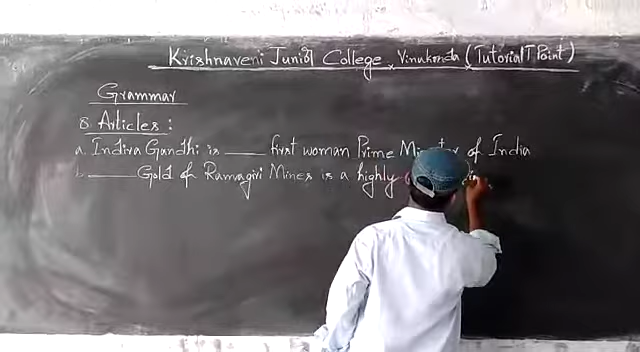 Krishnaveni Junior College, Vinukonda (Tutorial T Point)
Grammar
8. Articles :
a. Indira Gandhi is ____ first woman Prime Minister of India
b. ____ Gold of Ramagiri Mines is a highly